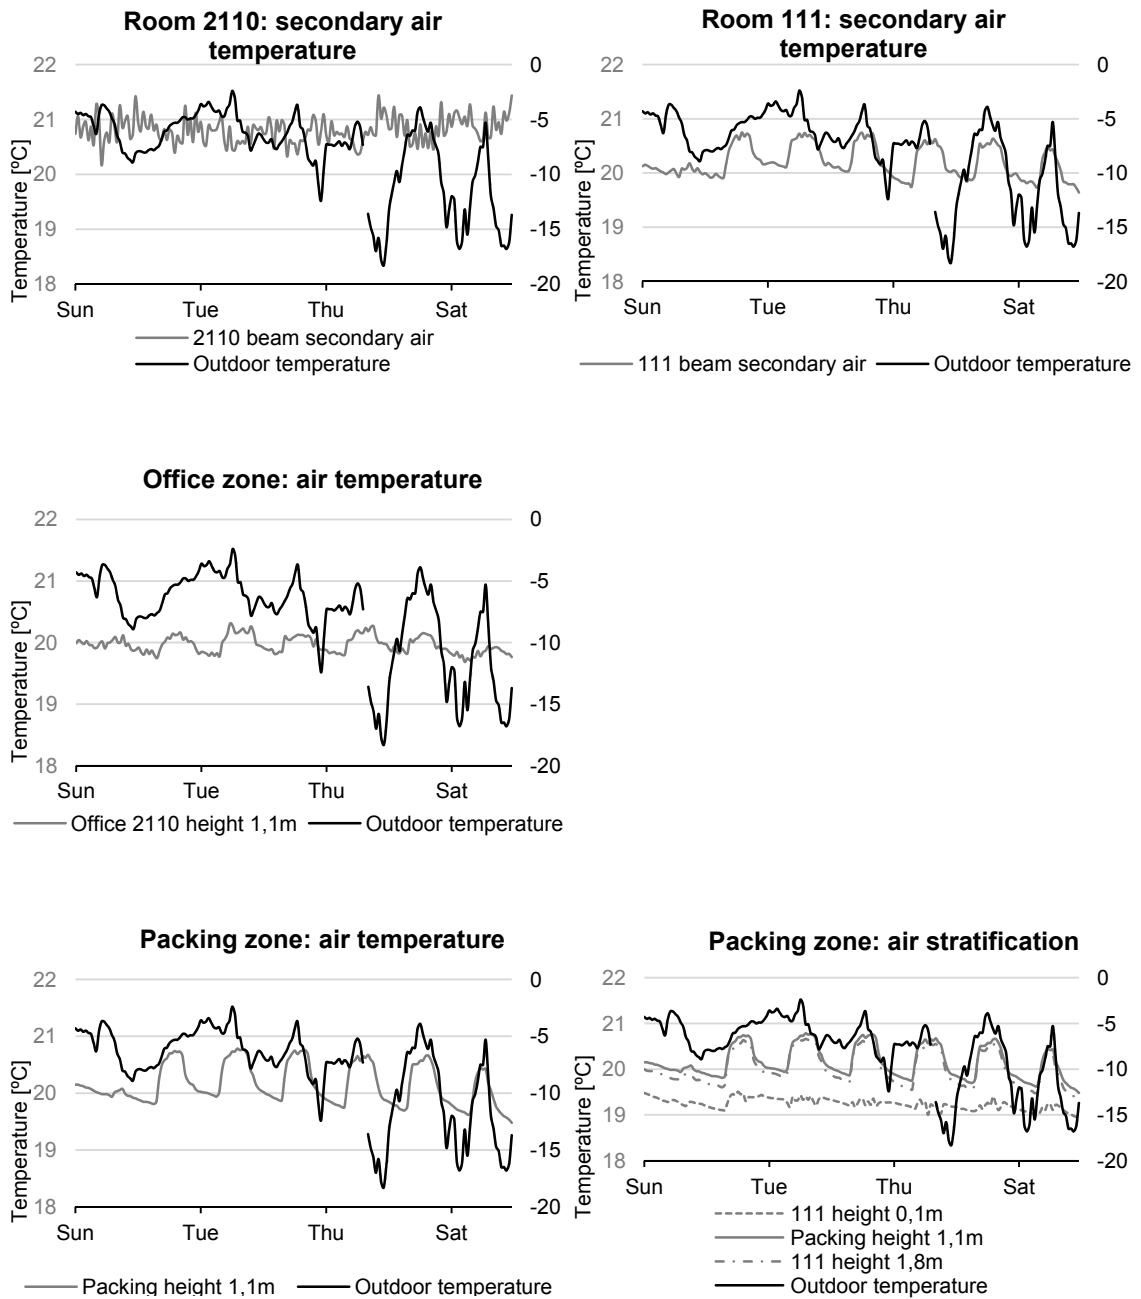 Room 2110: secondary air
temperature
22
21
20
19
18
0
-5
-10
-15
-20
Temperature [ºC]
Sun
Tue
Thu
Sat
2110 beam secondary air
Outdoor temperature
Room 111: secondary air
temperature
22
21
20
19
18
0
-5
-10
-15
-20
Temperature [ºC]
Sun
Tue
Thu
Sat
111 beam secondary air
Outdoor temperature
Office zone: air temperature
22
21
20
19
18
0
-5
-10
-15
-20
Temperature [ºC]
Sun
Tue
Thu
Sat
Office 2110 height 1,1m
Outdoor temperature
Packing zone: air temperature
22
21
20
19
18
0
-5
-10
-15
-20
Temperature [ºC]
Sun
Tue
Thu
Sat
Packing height 1,1m
Outdoor temperature
Packing zone: air stratification
22
21
20
19
18
0
-5
-10
-15
-20
Temperature [ºC]
Sun
Tue
Thu
Sat
111 height 0,1m
Packing height 1,1m
111 height 1,8m
Outdoor temperature